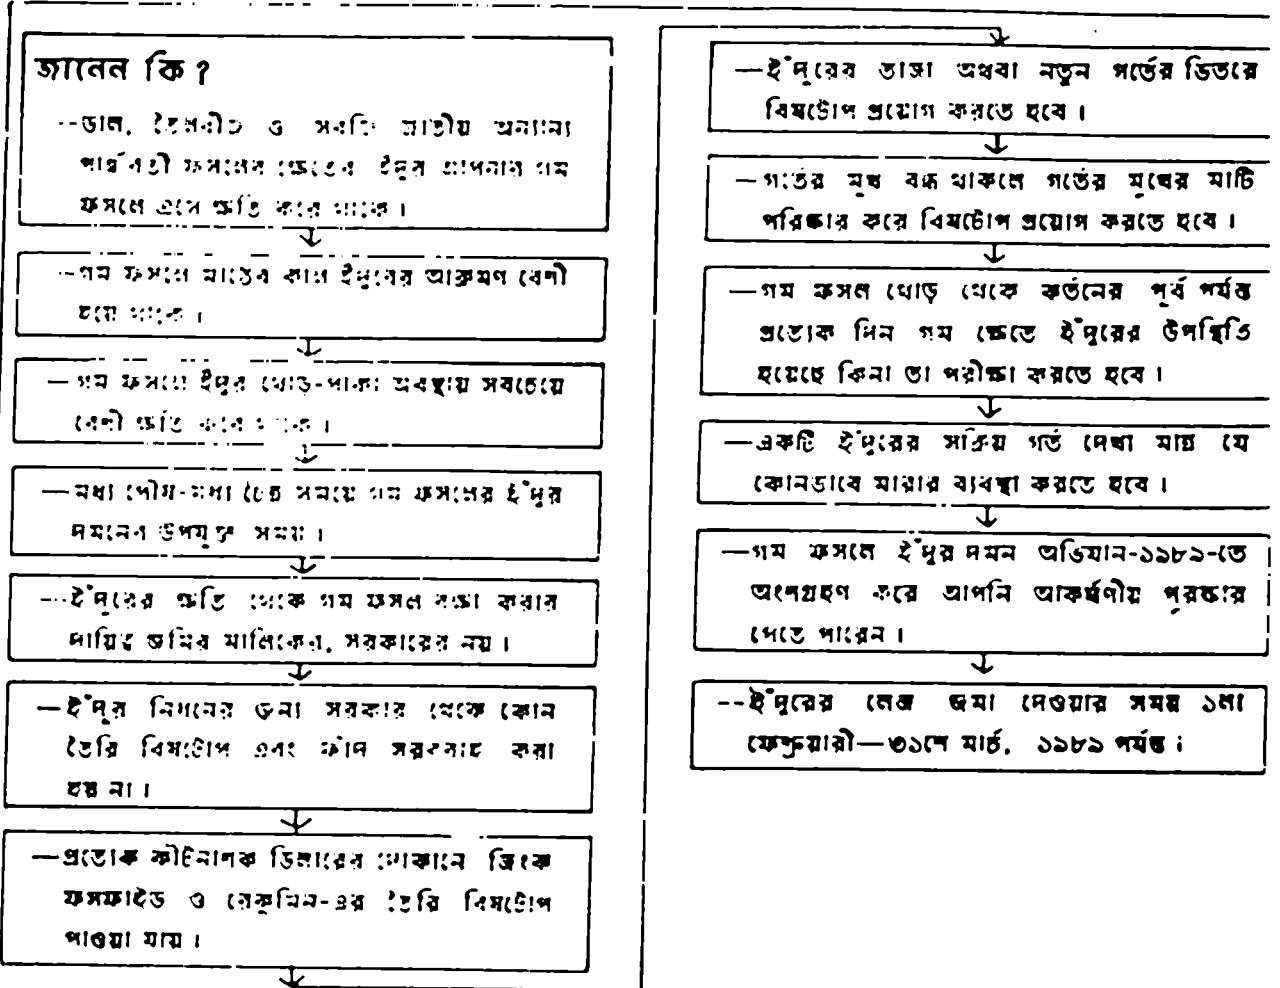 জানেন কি ?
--ডাল, তৈলবীজ ও সবজি জাতীয় অন্যান্য
পার্শ্ববর্তী ফসলের ক্ষেতের ইঁদুর আপনার গম
ফসলে এসে ক্ষতি করে থাকে ।
--গম ফসলে মাঠের কাল ইঁদুরের আক্রমণ বেশী
হয়ে থাকে ।
—গম ফসলে ইঁদুর থোড়-পাকা অবস্থায় সবচেয়ে
বেশী ক্ষতি করে থাকে ।
—মধ্য পৌষ-মধ্য চৈত্র সময়ে গম ফসলের ইঁদুর
দমনের উপযুক্ত সময় ।
--ইঁদুরের ক্ষতি থেকে গম ফসল রক্ষা করার
দায়িত্ব জমির মালিকের, সরকারের নয় ।
—ইঁদুর নিধনের জন্য সরকার থেকে কোন
তৈরি বিষটোপ এবং ফাঁদ সরবরাহ করা
হয় না ।
—প্রত্যেক কীটনাশক ডিলারের দোকানে জিংক
ফসফাইড ও রেকুমিন-এর তৈরি বিষটোপ
পাওয়া যায় ।
—ইঁদুরের তাজা অথবা নতুন গর্তের ভিতরে
বিষটোপ প্রয়োগ করতে হবে ।
—গর্তের মুখ বন্ধ থাকলে গর্তের মুখের মাটি
পরিষ্কার করে বিষটোপ প্রয়োগ করতে হবে ।
—গম ফসল থোড় থেকে কর্তনের পূর্ব পর্যন্ত
প্রত্যেক দিন গম ক্ষেতে ইঁদুরের উপস্থিতি
হয়েছে কিনা তা পরীক্ষা করতে হবে ।
—একটি ইঁদুরের সক্রিয় গর্ত দেখা মাত্র যে
কোনভাবে মারার ব্যবস্থা করতে হবে ।
—গম ফসলে ইঁদুর দমন অভিযান-১৯৮৯-তে
অংশগ্রহণ করে আপনি আকর্ষণীয় পুরস্কার
পেতে পারেন ।
--ইঁদুরের লেজ জমা দেওয়ার সময় ১লা
ফেব্রুয়ারী—৩১শে মার্চ, ১৯৮৯ পর্যন্ত ।